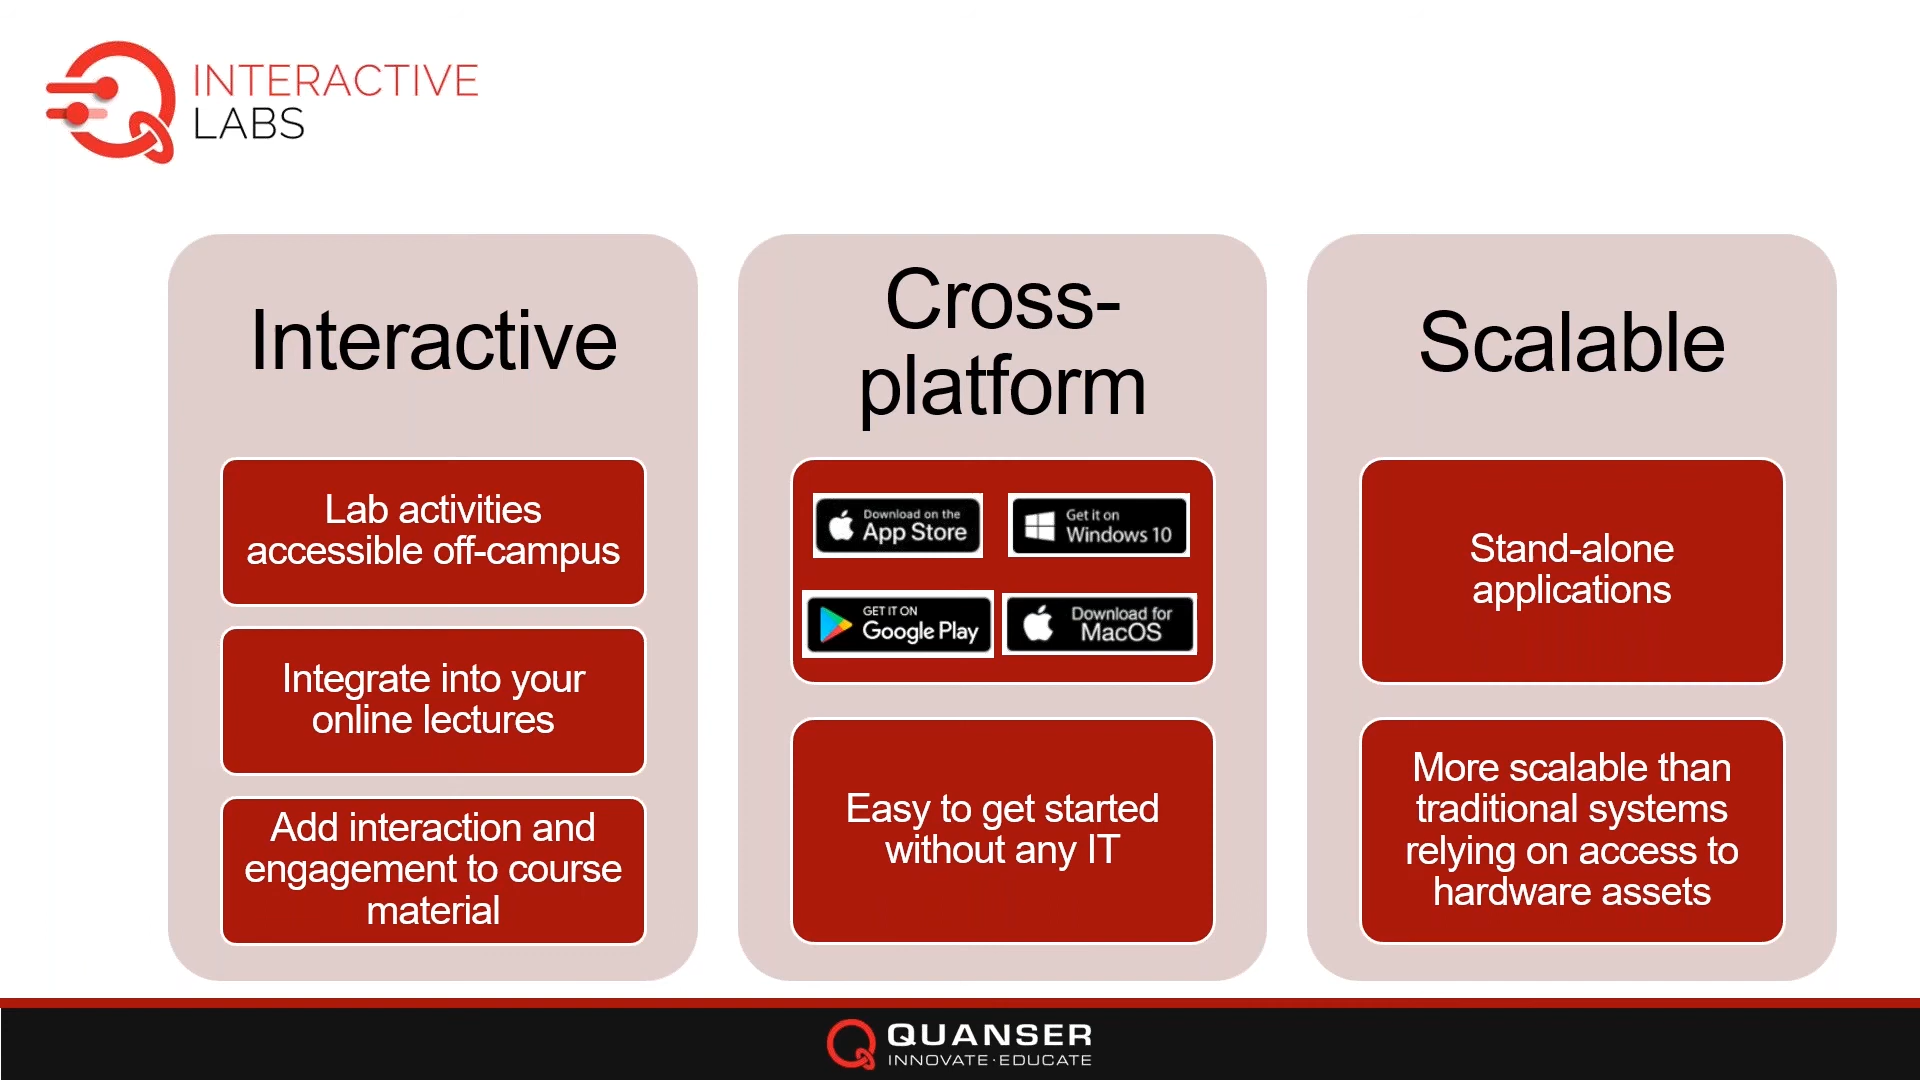 INTERACTIVE
LABS
Interactive
Lab activities
accessible off-campus
Integrate into your
online lectures
Add interaction and
engagement to course
material
Cross-
platform
Download on the
App Store
Get it on
Windows 10
GET IT ON
Google Play
Download for
MacOS
Easy to get started
without any IT
Scalable
Stand-alone
applications
More scalable than
traditional systems
relying on access to
hardware assets
QUANSER
INNOVATE·EDUCATE